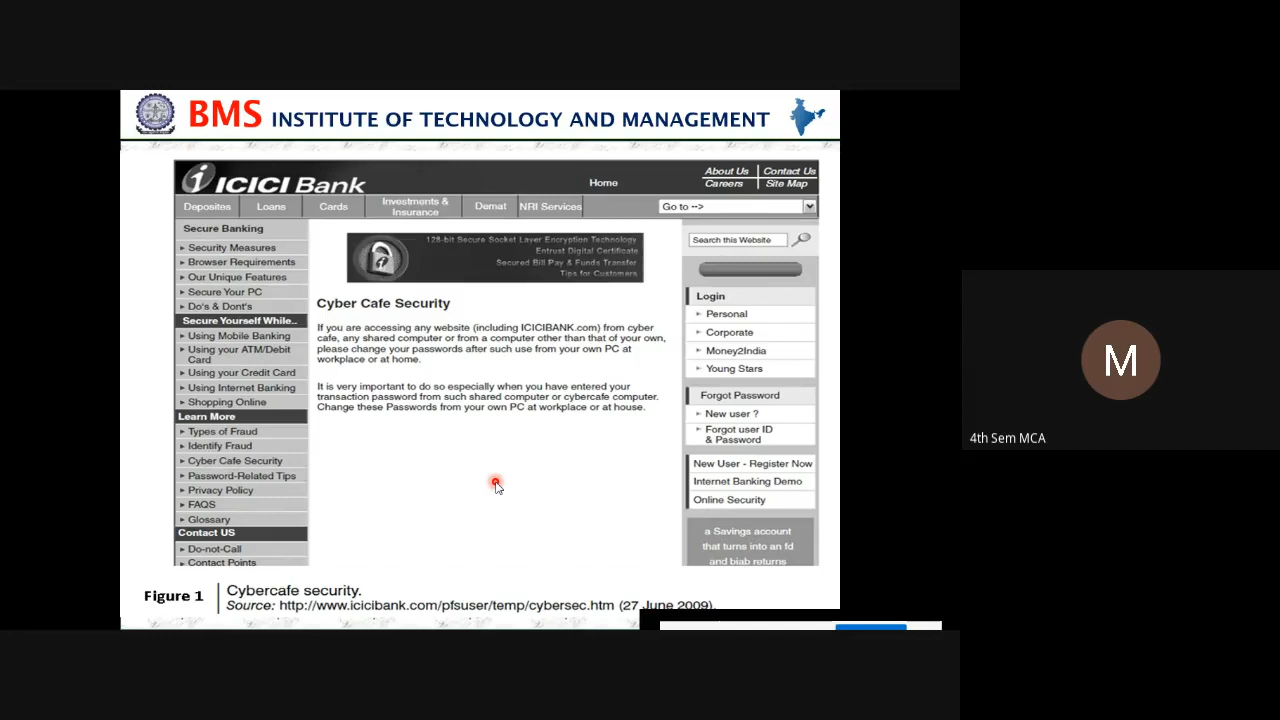 BMS INSTITUTE OF TECHNOLOGY AND MANAGEMENT
i ICICI Bank
Home
About Us
Contact Us
Careers
Site Map
Deposites
Loans
Cards
Investments &
Insurance
Demat
NRI Services
Go to -->
Secure Banking
Security Measures
Browser Requirements
Our Unique Features
Secure Your PC
Do's & Dont's
Secure Yourself While..
Using Mobile Banking
Using your ATM/Debit
Card
Using your Credit Card
Using Internet Banking
Shopping Online
Learn More
Types of Fraud
Identify Fraud
Cyber Cafe Security
Password-Related Tips
Privacy Policy
FAQS
Glossary
Contact US
Do-not-Call
Contact Points
128-bit Secure Socket Layer Encryption Technology
Entrust Digital Certificate
Secured Bill Pay & Funds Transfer
Tips for Customers
Cyber Cafe Security
If you are accessing any website (including ICICIBANK.com) from cyber
cafe, any shared computer or from a computer other than that of your own,
please change your passwords after such use from your own PC at
workplace or at home.
It is very important to do so especially when you have entered your
transaction password from such shared computer or cybercafe computer.
Change these Passwords from your own PC at workplace or at house.
Search this Website
Login
Personal
Corporate
Money2India
Young Stars
Forgot Password
New user ?
Forgot user ID
& Password
New User - Register Now
Internet Banking Demo
Online Security
a Savings account
that turns into an fd
and biab returns
Figure 1
Cybercafe security.
Source: http://www.icicibank.com/pfsuser/temp/cybersec.htm (27 June 2009).
M
4th Sem MCA